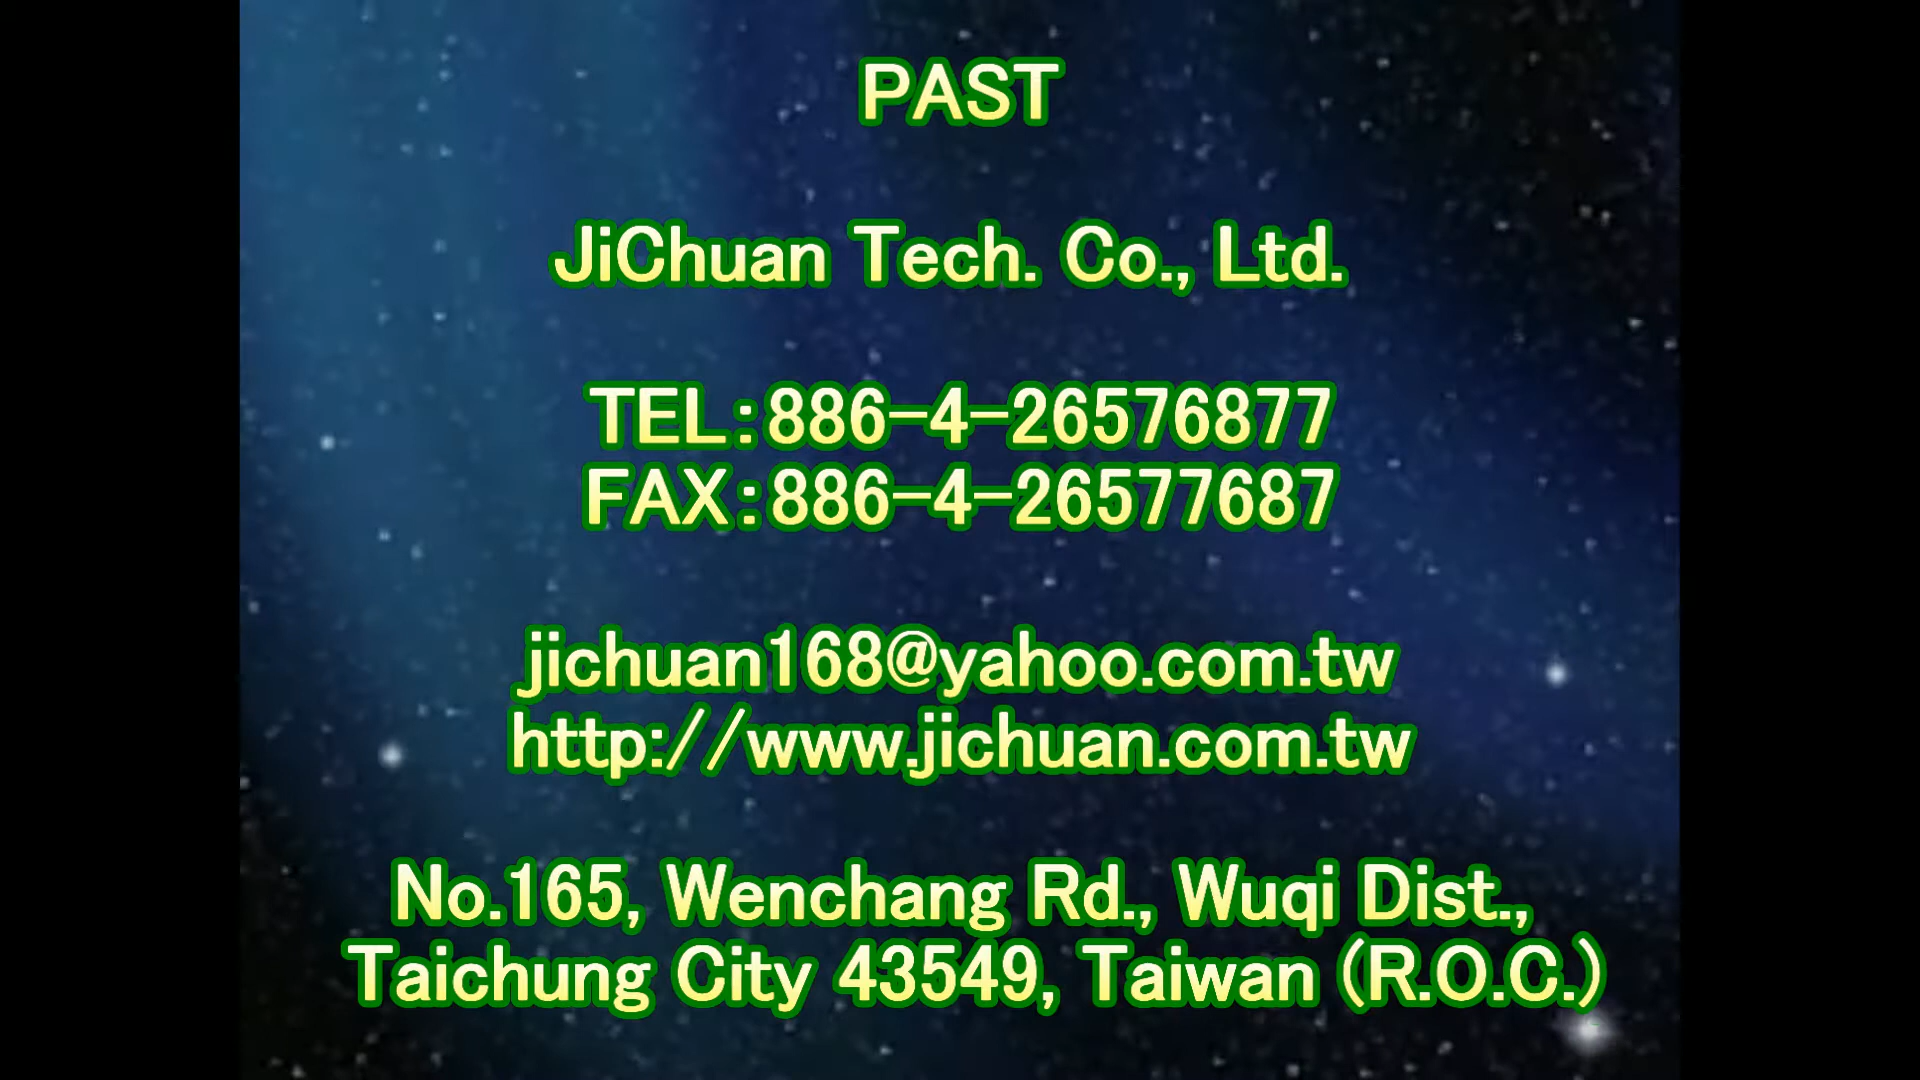 PAST
JiChuan Tech. Co., Ltd.
TEL:886-4-26576877
FAX:886-4-26577687
jichuan168@yahoo.com.tw
http://www.jichuan.com.tw
No.165, Wenchang Rd., Wuqi Dist.,
Taichung City 43549, Taiwan (R.O.C.)